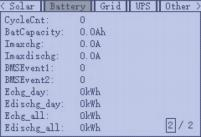 < Solar Battery Grid UPS Other >
CycleCnt: 0
BatCapacity: 0.0Ah
Imaxchg: 0.0A
Imaxdischg: 0.0A
BMSEvent1: 0
BMSEvent2: 0
Echg_day: 0kWh
Edischg_day: 0kWh
Echg_all: 0kWh
Edischg_all: 0kWh
2 / 2